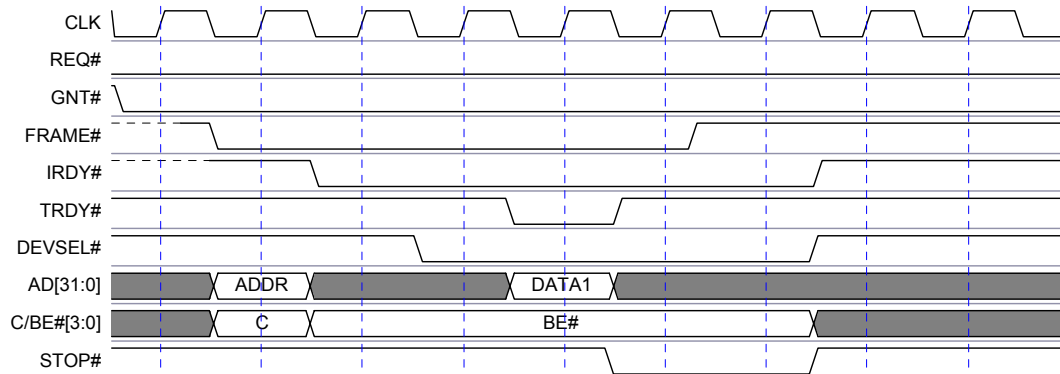 CLK
REQ#
GNT#
FRAME#
IRDY#
TRDY#
DEVSEL#
AD[31:0] ADDR DATA1
C/BE#[3:0] C BE#
STOP#